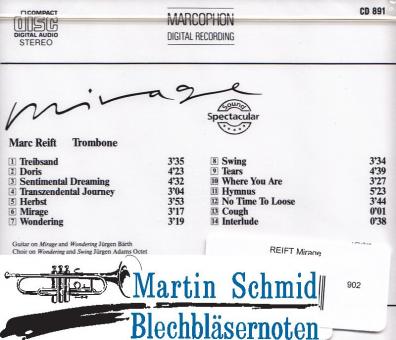 COMPACT
disc
DIGITAL AUDIO
STEREO
MARCOPHON
DIGITAL RECORDING
CD 891
mirage
Sound
Spectacular
Marc Reift Trombone
1 Treibsand 3'35
2 Doris 4'23
3 Sentimental Dreaming 4'32
4 Transzendental Journey 3'04
5 Herbst 3'53
6 Mirage 3'17
7 Wondering 3'19
8 Swing 3'34
9 Tears 4'39
10 Where You Are 3'27
11 Hymnus 5'23
12 No Time To Loose 3'44
13 Cough 0'01
14 Interlude 0'38
Guitar on Mirage and Wondering Jürgen Bärth
Choir on Wondering and Swing Jürgen Adams Octet
REIFT Mirage
902
Martin Schmid
Blechbläsernoten